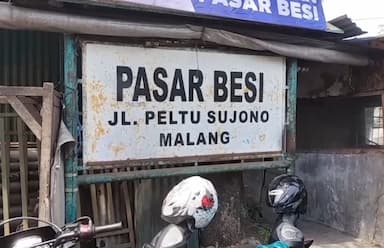 PASAR BESI
PASAR BESI
JL. PELTU SUJONO
MALANG